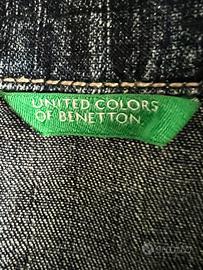 UNITED COLORS
OF BENETTON.